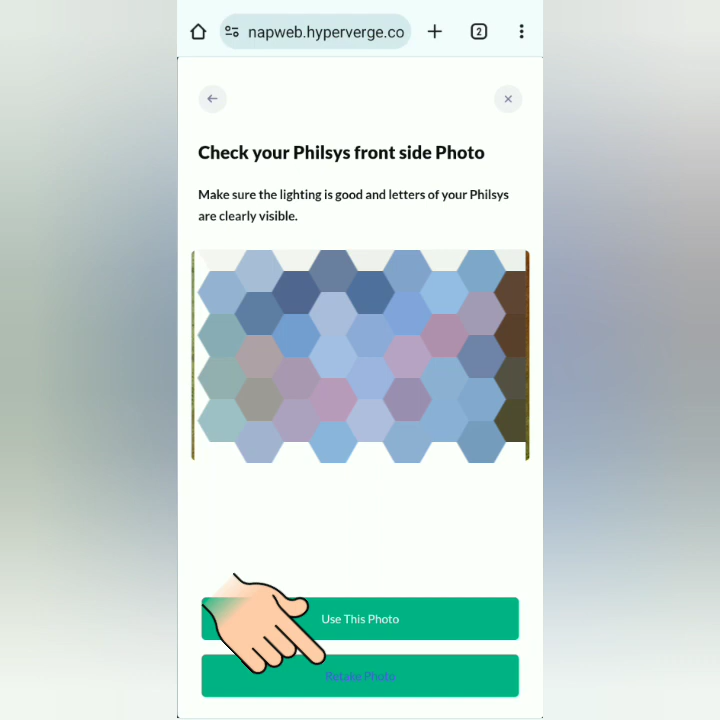 napweb.hyperverge.co
2
Check your Philsys front side Photo
Make sure the lighting is good and letters of your Philsys
are clearly visible.
Use This Photo
Retake Photo